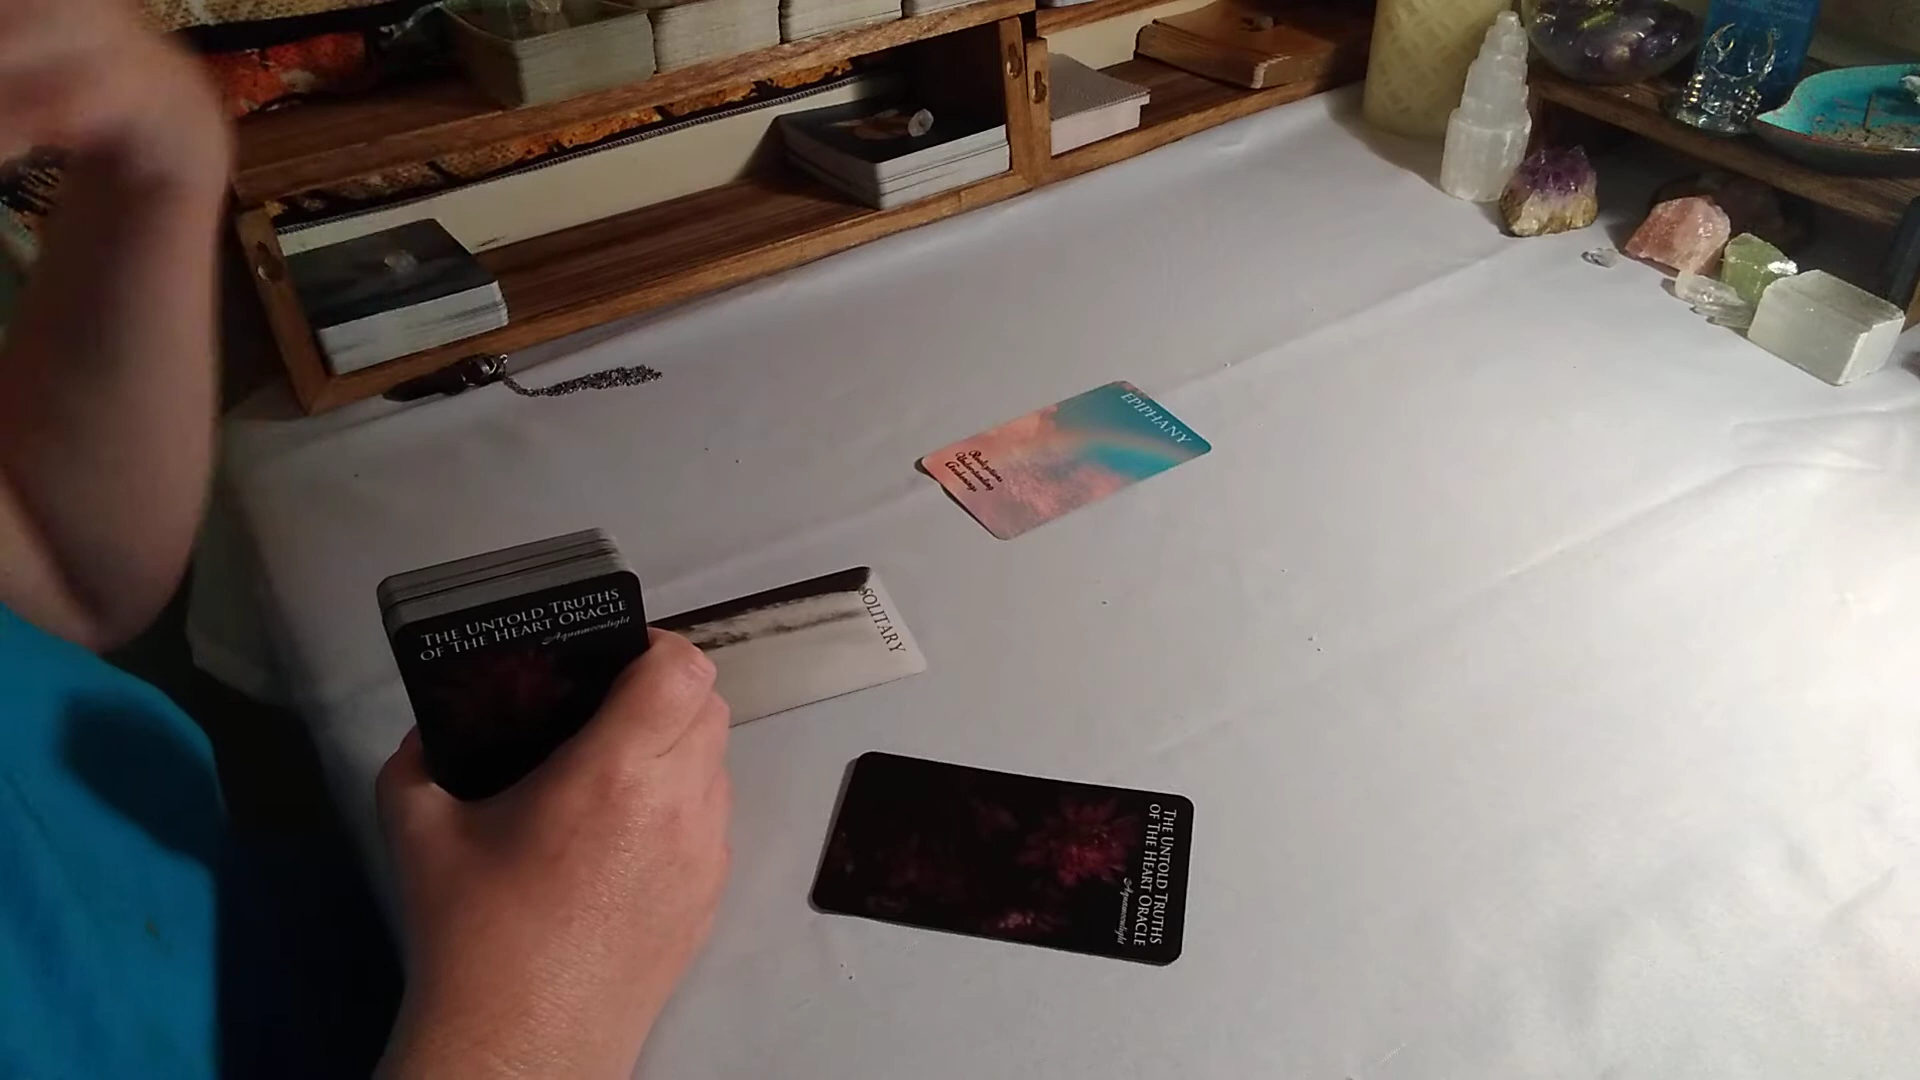 EPIPHANY
Realizations
Understanding
Awakenings
SOLITARY
THE UNTOLD TRUTHS
OF THE HEART ORACLE
Aquamoonlight
THE UNTOLD TRUTHS
OF THE HEART ORACLE
Aquamoonlight